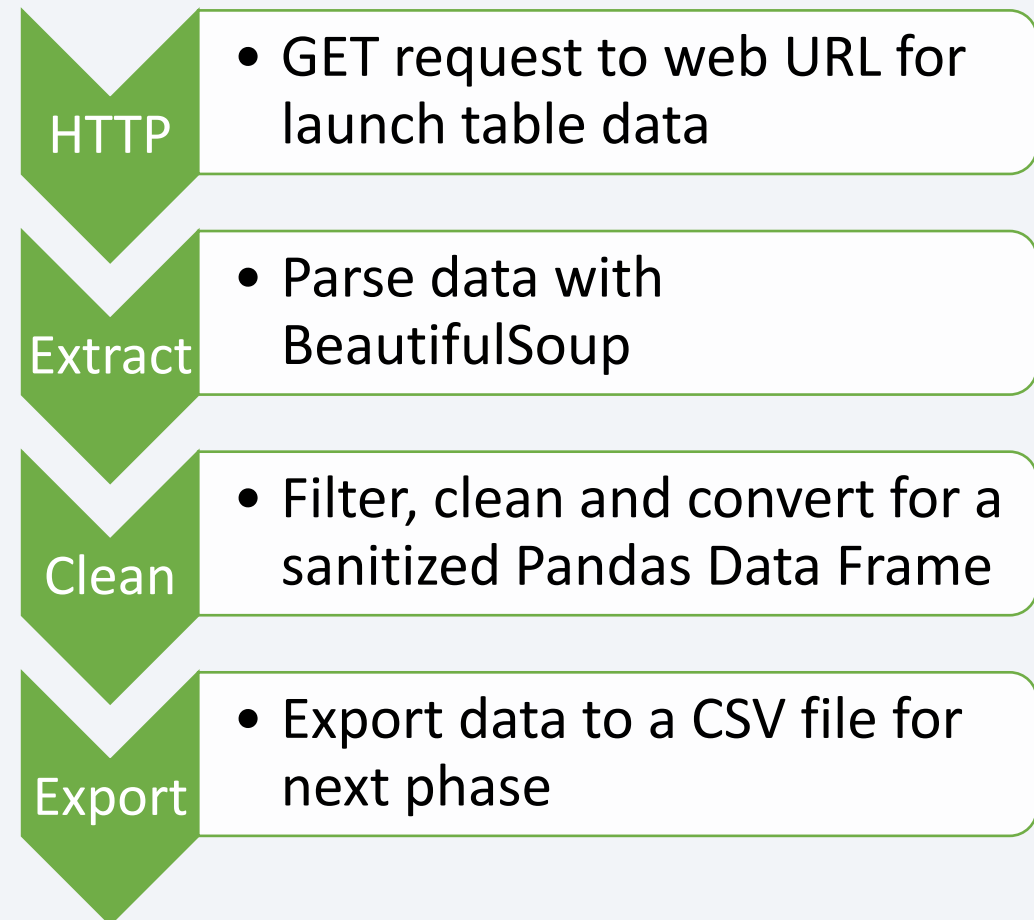 HTTP
• GET request to web URL for
launch table data
Extract
• Parse data with
BeautifulSoup
Clean
• Filter, clean and convert for a
sanitized Pandas Data Frame
Export
• Export data to a CSV file for
next phase